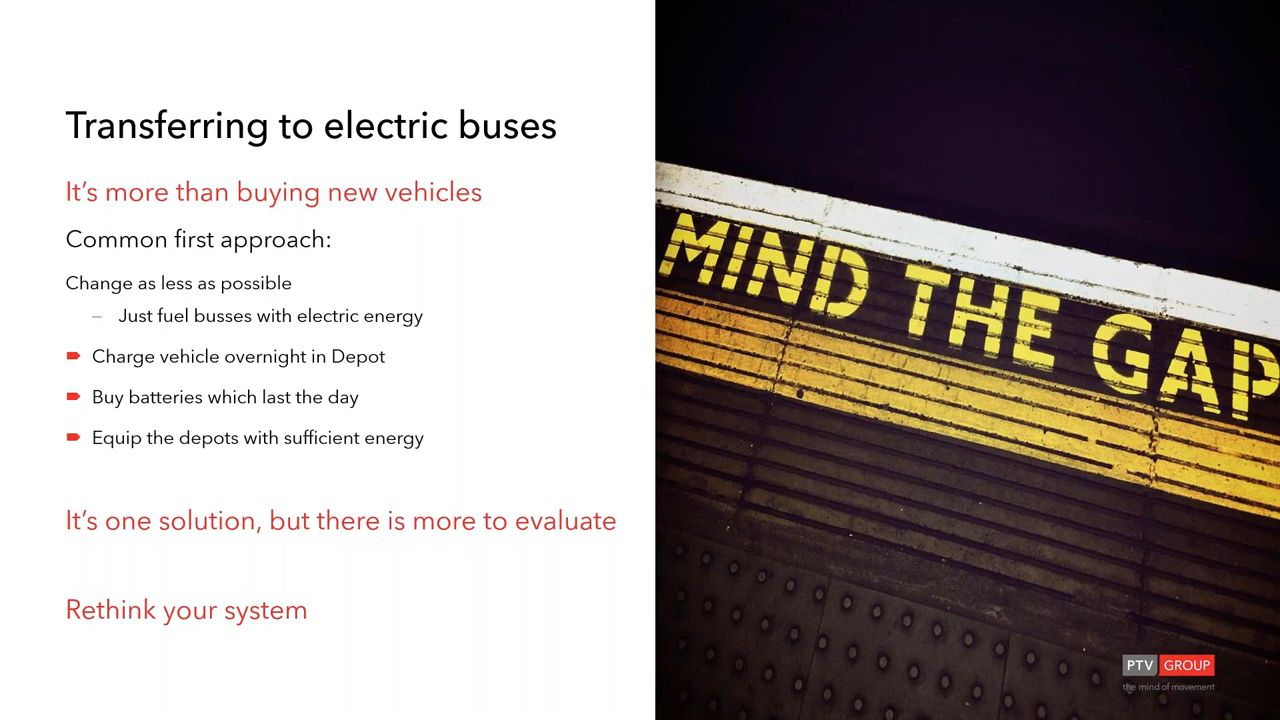 Transferring to electric buses
It's more than buying new vehicles
Common first approach:
Change as less as possible
– Just fuel busses with electric energy
Charge vehicle overnight in Depot
Buy batteries which last the day
Equip the depots with sufficient energy
It's one solution, but there is more to evaluate
Rethink your system
MIND THE GAP
PTV GROUP
the mind of movement